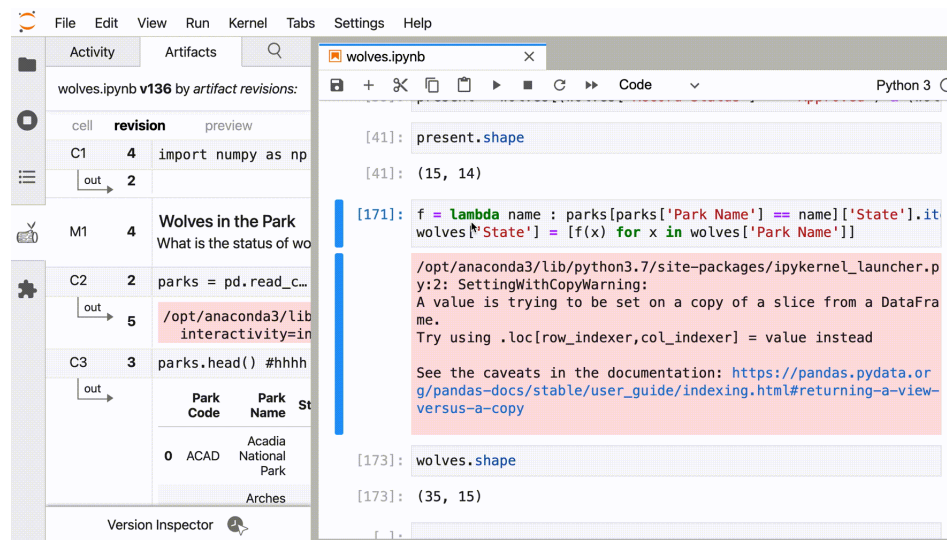 File Edit View Run Kernel Tabs Settings Help
Activity Artifacts
wolves.ipynb v136 by artifact revisions:
cell revision preview
C1 4 import numpy as np
out 2
M1 4 Wolves in the Park
What is the status of wo
C2 2 parks = pd.read_c…
out 5 /opt/anaconda3/lib
interactivity=in
C3 3 parks.head() #hhhh
out
Park Code Park Name St
0 ACAD Acadia National Park
Arches
Version Inspector
wolves.ipynb
Code Python 3
[41]: present.shape
[41]: (15, 14)
[171]: f = lambda name : parks[parks['Park Name'] == name]['State'].it
wolves['State'] = [f(x) for x in wolves['Park Name']]
/opt/anaconda3/lib/python3.7/site-packages/ipykernel_launcher.p
y:2: SettingWithCopyWarning:
A value is trying to be set on a copy of a slice from a DataFra
me.
Try using .loc[row_indexer,col_indexer] = value instead
See the caveats in the documentation: https://pandas.pydata.or
g/pandas-docs/stable/user_guide/indexing.html#returning-a-view-
versus-a-copy
[173]: wolves.shape
[173]: (35, 15)
[ ]: